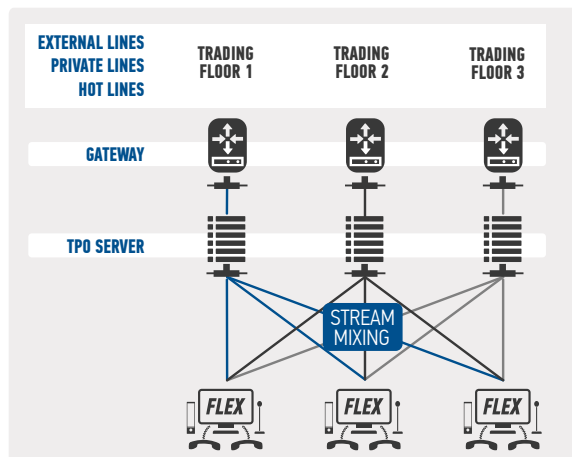 EXTERNAL LINES
PRIVATE LINES
HOT LINES
TRADING
FLOOR 1
TRADING
FLOOR 2
TRADING
FLOOR 3
GATEWAY
TPO SERVER
STREAM
MIXING
FLEX
FLEX
FLEX